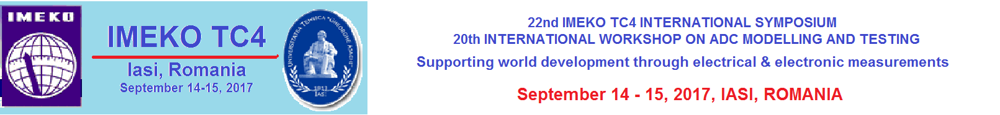 IMEKO
IMEKO TC4
Iasi, Romania
September 14-15, 2017
UNIVERSITATEA TEHNICA "GHEORGHE ASACHI"
1813
IASI
22nd IMEKO TC4 INTERNATIONAL SYMPOSIUM
20th INTERNATIONAL WORKSHOP ON ADC MODELLING AND TESTING
Supporting world development through electrical & electronic measurements
September 14 - 15, 2017, IASI, ROMANIA